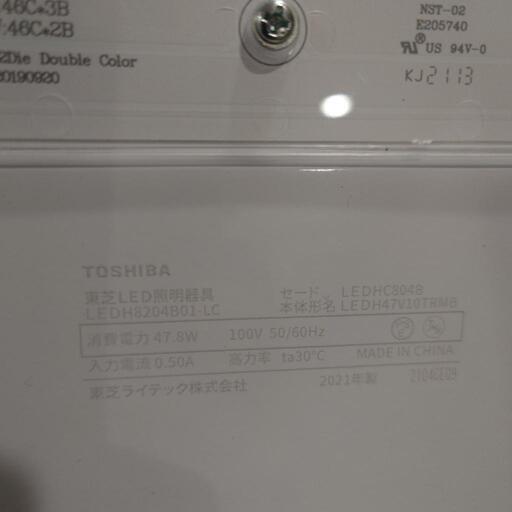 46C*3B
:46C*2B
2Die Double Color
20190920
NST-02
E205740
US 94V-0
KJ2113
TOSHIBA
東芝LED照明器具
LEDH8204B01-LC
セード LEDHC8048
本体形名 LEDH47V10TRMB
消費電力 47.8W 100V 50/60Hz
入力電流 0.50A 高力率 ta30℃ MADE IN CHINA
東芝ライテック株式会社 2021年製